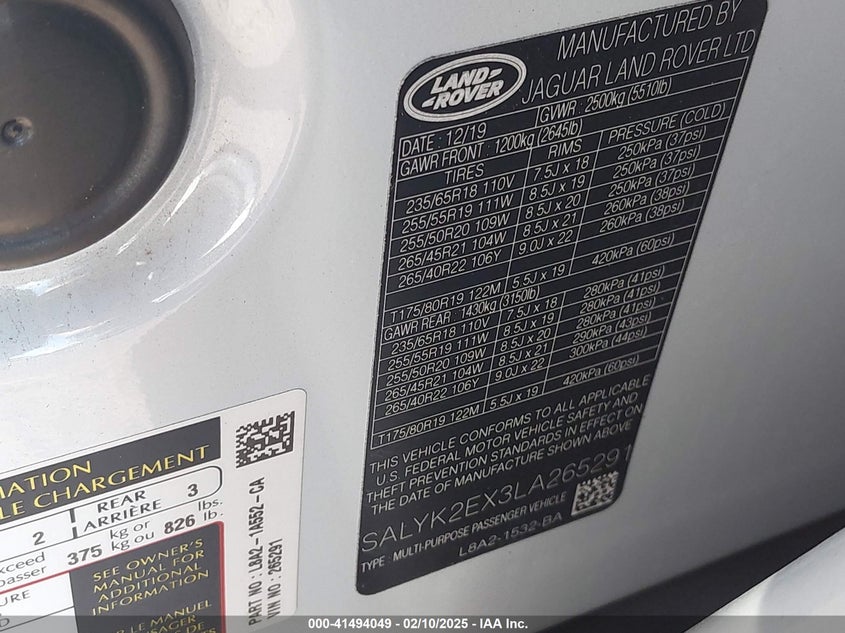 LAND-
-ROVER
MANUFACTURED BY
JAGUAR LAND ROVER LTD
DATE : 12/19 GVWR : 2500kg (5510lb)
GAWR FRONT : 1200kg (2645lb)
TIRES RIMS PRESSURE (COLD)
235/65R18 110V 7.5J x 18 250kPa (37psi)
255/55R19 111W 8.5J x 19 250kPa (37psi)
255/50R20 109W 8.5J x 20 250kPa (37psi)
265/45R21 104W 8.5J x 21 260kPa (38psi)
265/40R22 106Y 9.0J x 22 260kPa (38psi)
T175/80R19 122M 5.5J x 19 420kPa (60psi)
GAWR REAR : 1430kg (3150lb)
235/65R18 110V 7.5J x 18 280kPa (41psi)
255/55R19 111W 8.5J x 19 280kPa (41psi)
255/50R20 109W 8.5J x 20 280kPa (41psi)
265/45R21 104W 8.5J x 21 290kPa (43psi)
265/40R22 106Y 9.0J x 22 300kPa (44psi)
T175/80R19 122M 5.5J x 19 420kPa (60psi)
THIS VEHICLE CONFORMS TO ALL APPLICABLE
U.S. FEDERAL MOTOR VEHICLE SAFETY AND
THEFT PREVENTION STANDARDS IN EFFECT ON
THE DATE OF MANUFACTURE SHOWN ABOVE
SALYK2EX3LA265291
TYPE : MULTI-PURPOSE PASSENGER VEHICLE
L8A2-1532-BA
MATION
LE CHARGEMENT
2 REAR
ARRIÈRE 3
xceed
passer 375 kg or
kg ou 826 lbs.
lb.
SEE OWNER'S
MANUAL FOR
ADDITIONAL
INFORMATION
LE MANUEL
USAGER
PART NO : L8A2-1A552-CA
VIN NO : 265291
000-41494049 - 02/10/2025 - IAA Inc.